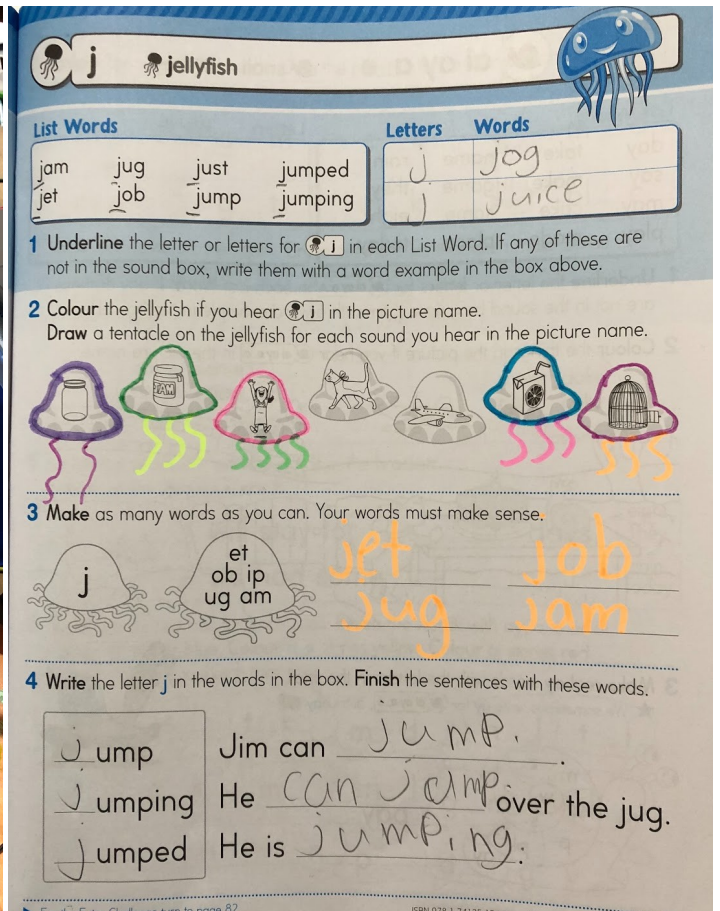 j jellyfish
List Words
Letters Words
jam jug just jumped
jet job jump jumping
j jog
j juice
1 Underline the letter or letters for j in each List Word. If any of these are
not in the sound box, write them with a word example in the box above.
2 Colour the jellyfish if you hear j in the picture name.
Draw a tentacle on the jellyfish for each sound you hear in the picture name.
JAM
3 Make as many words as you can. Your words must make sense.
j
et
ob ip
ug am
jet job
jug jam
4 Write the letter j in the words in the box. Finish the sentences with these words.
jump
jumping
jumped
Jim can jump. .
He can jump over the jug.
He is jumping. .